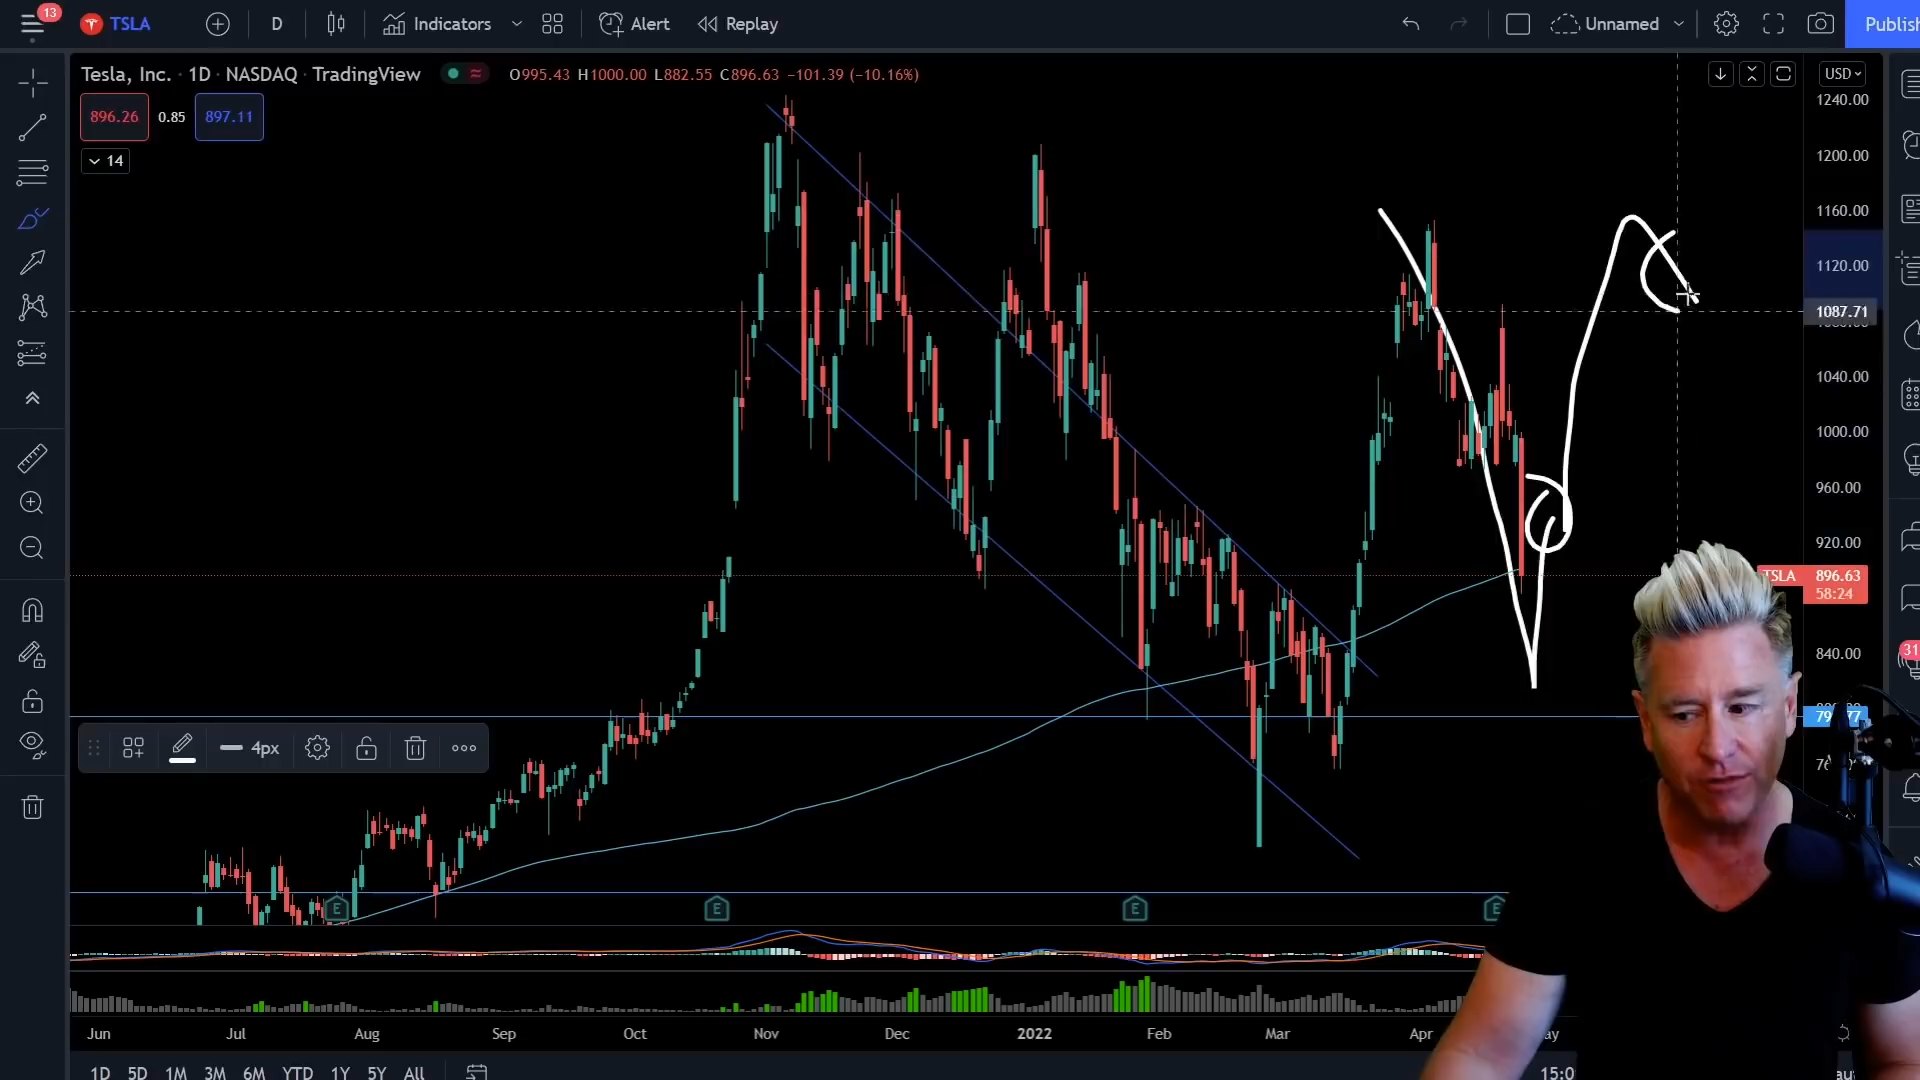 13 TSLA D Indicators Alert Replay Unnamed Publish
Tesla, Inc. · 1D · NASDAQ · TradingView O995.43 H1000.00 L882.55 C896.63 −101.39 (−10.16%) USD
896.26 0.85 897.11
14
1240.00
1200.00
1160.00
1120.00
1087.71
1040.00
1000.00
960.00
920.00
TSLA 896.63
58:24
840.00
31
4px
E E E E
Jun Jul Aug Sep Oct Nov Dec 2022 Feb Mar Apr
1D 5D 1M 3M 6M YTD 1Y 5Y All